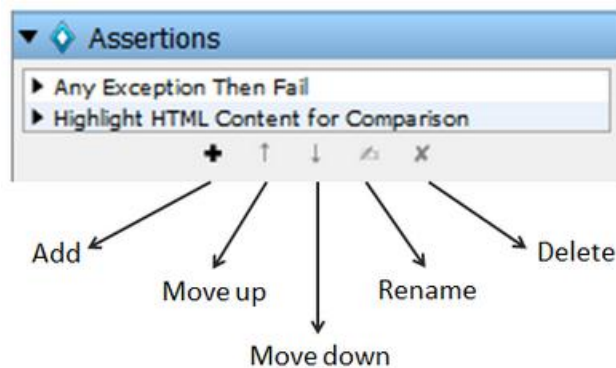 Assertions
Any Exception Then Fail
Highlight HTML Content for Comparison
Add
Delete
Move up
Rename
Move down